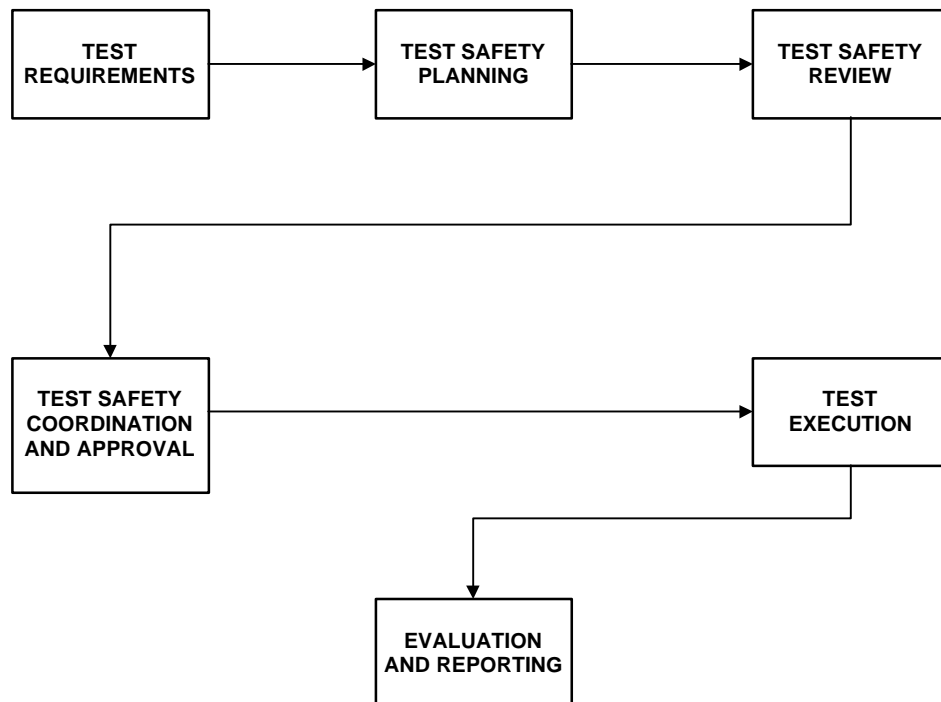 TEST
REQUIREMENTS
TEST SAFETY
PLANNING
TEST SAFETY
REVIEW
TEST SAFETY
COORDINATION
AND APPROVAL
TEST
EXECUTION
EVALUATION
AND REPORTING